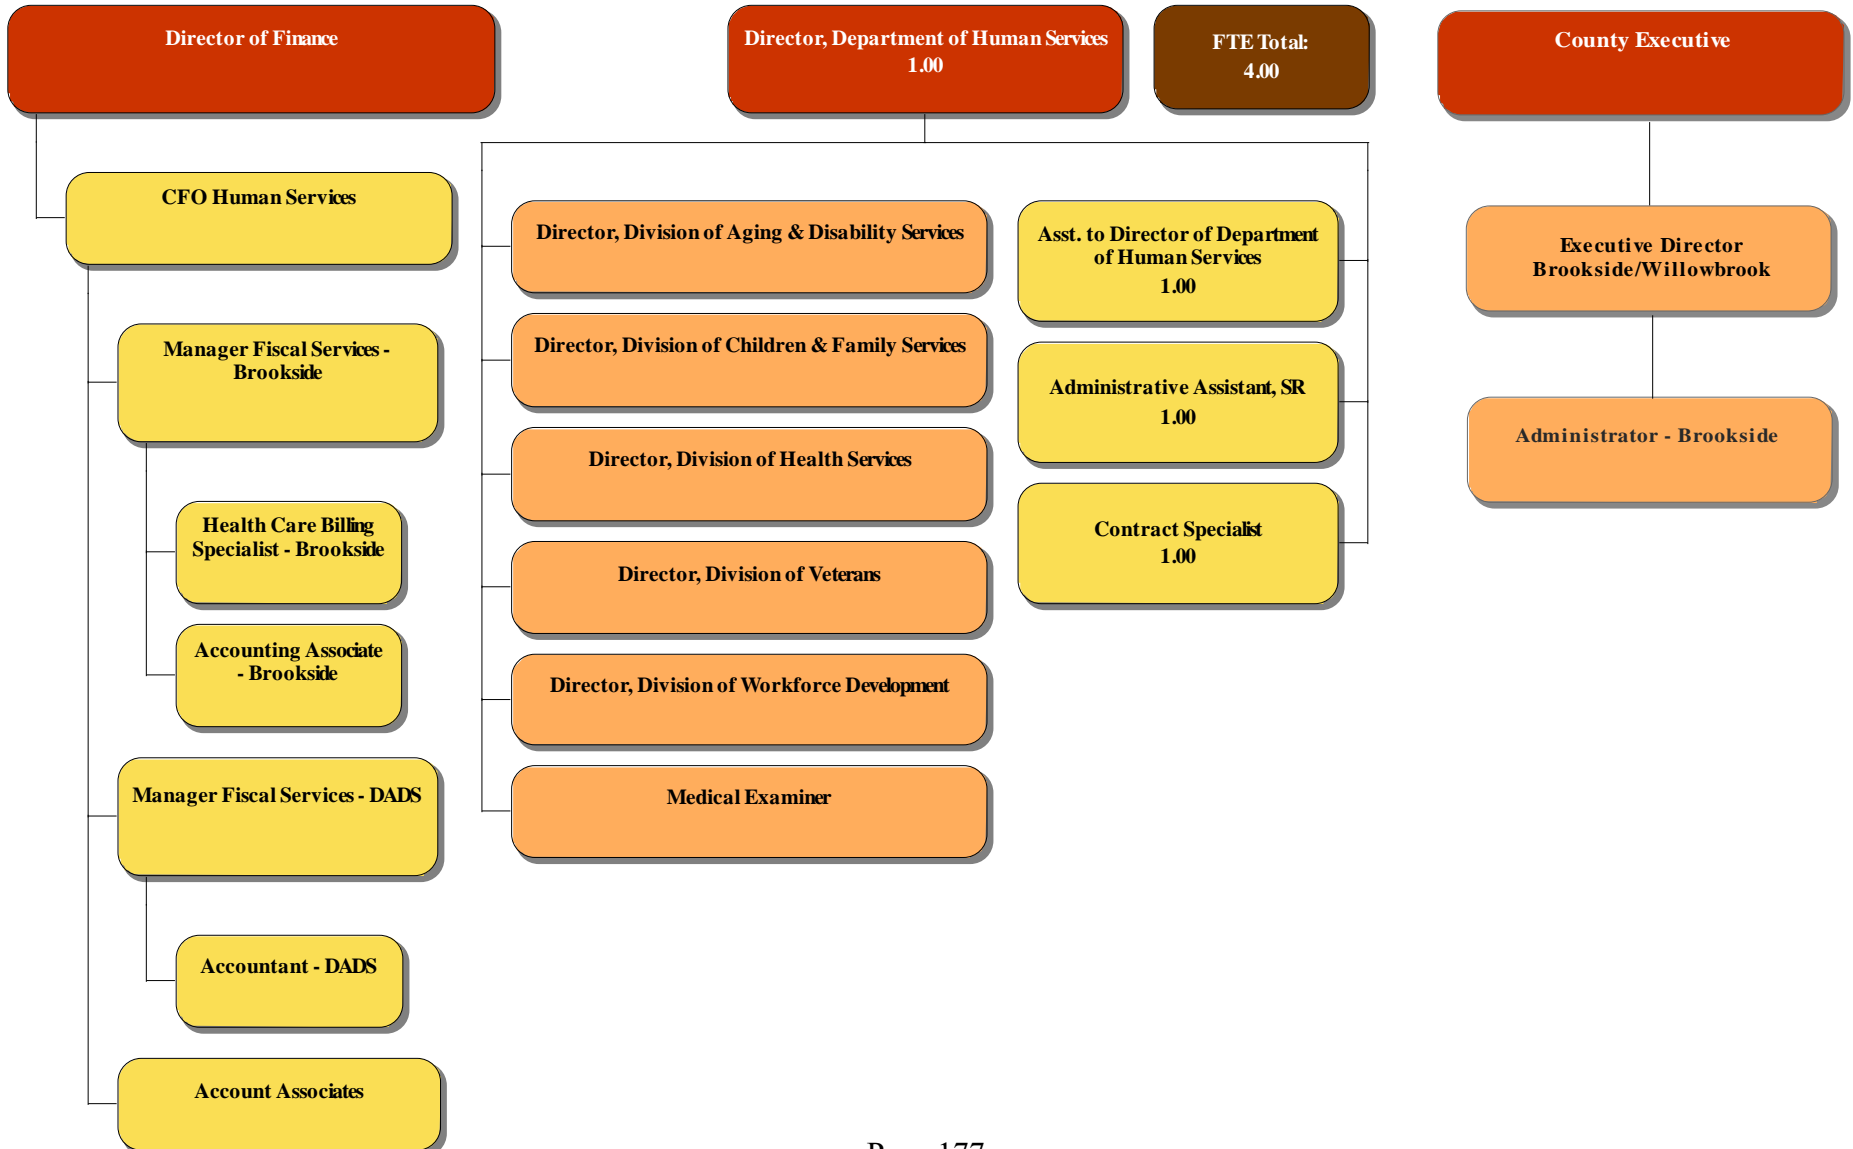 Director of Finance
CFO Human Services
Manager Fiscal Services -
Brookside
Health Care Billing
Specialist - Brookside
Accounting Associate
- Brookside
Manager Fiscal Services - DADS
Accountant - DADS
Account Associates
Director, Department of Human Services
1.00
FTE Total:
4.00
Director, Division of Aging & Disability Services
Director, Division of Children & Family Services
Director, Division of Health Services
Director, Division of Veterans
Director, Division of Workforce Development
Medical Examiner
Asst. to Director of Department
of Human Services
1.00
Administrative Assistant, SR
1.00
Contract Specialist
1.00
County Executive
Executive Director
Brookside/Willowbrook
Administrator - Brookside
177